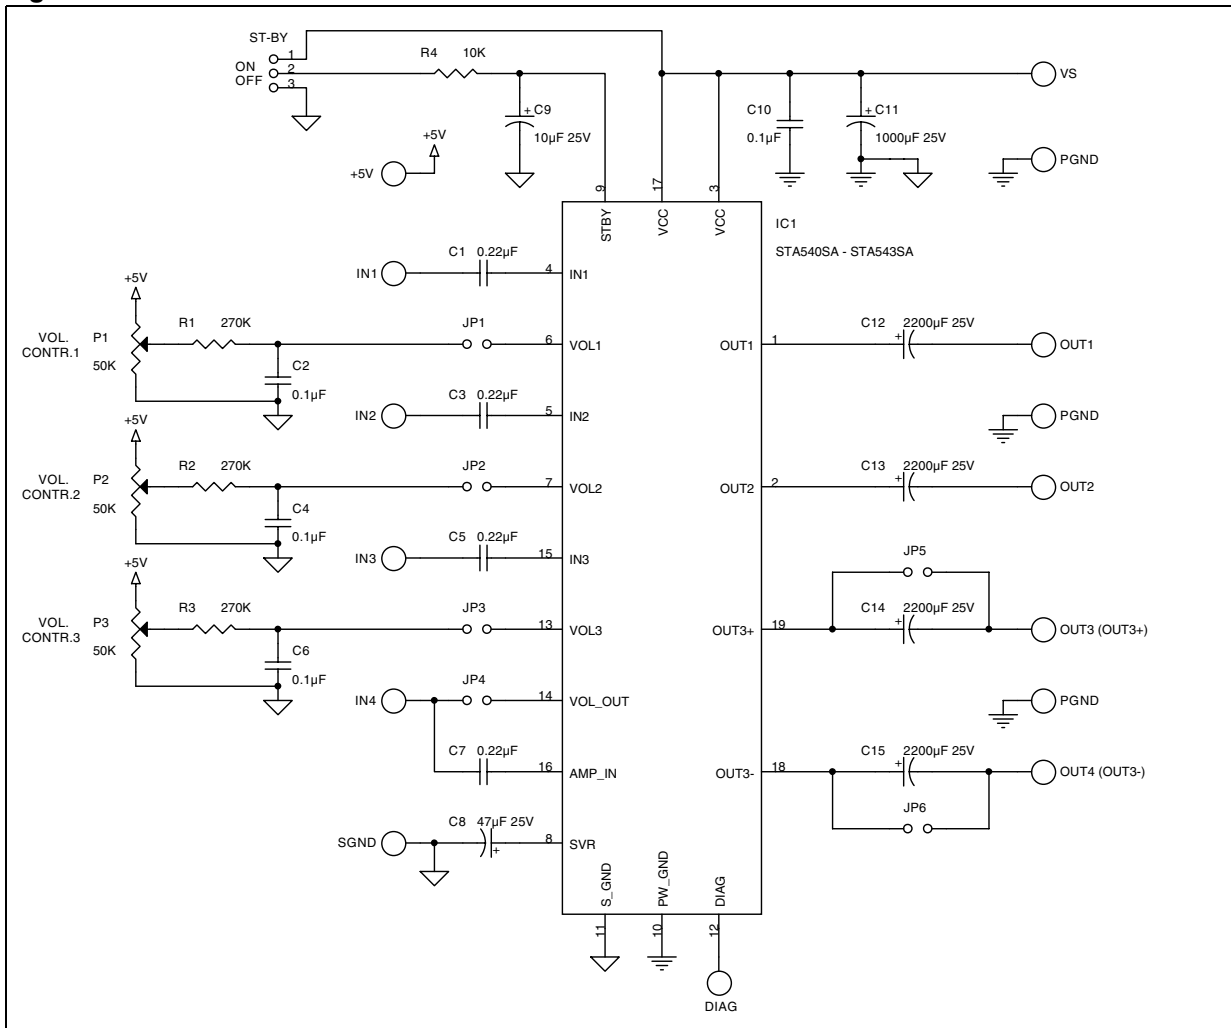 ST-BY
1
ON 2
OFF 3
R4 10K
VS
+ C9
10µF 25V
C10
0.1µF
+ C11
1000µF 25V
+5V
+5V
PGND
9
17
3
STBY
VCC
VCC
IC1
STA540SA - STA543SA
C1 0.22µF
IN1
4
IN1
+5V
VOL.
CONTR.1
P1
50K
R1 270K
JP1
6
VOL1
C2
0.1µF
OUT1
1
C12 2200µF 25V
+
OUT1
C3 0.22µF
IN2
5
IN2
PGND
+5V
VOL.
CONTR.2
P2
50K
R2 270K
JP2
7
VOL2
C4
0.1µF
OUT2
2
C13 2200µF 25V
+
OUT2
C5 0.22µF
IN3
15
IN3
JP5
+5V
VOL.
CONTR.3
P3
50K
R3 270K
JP3
13
VOL3
C6
0.1µF
OUT3+
19
C14 2200µF 25V
+
OUT3 (OUT3+)
IN4
JP4
14
VOL_OUT
PGND
C7 0.22µF
16
AMP_IN
OUT3-
18
C15 2200µF 25V
+
OUT4 (OUT3-)
JP6
SGND
C8 47µF 25V
+
8
SVR
S_GND
PW_GND
DIAG
11
10
12
DIAG